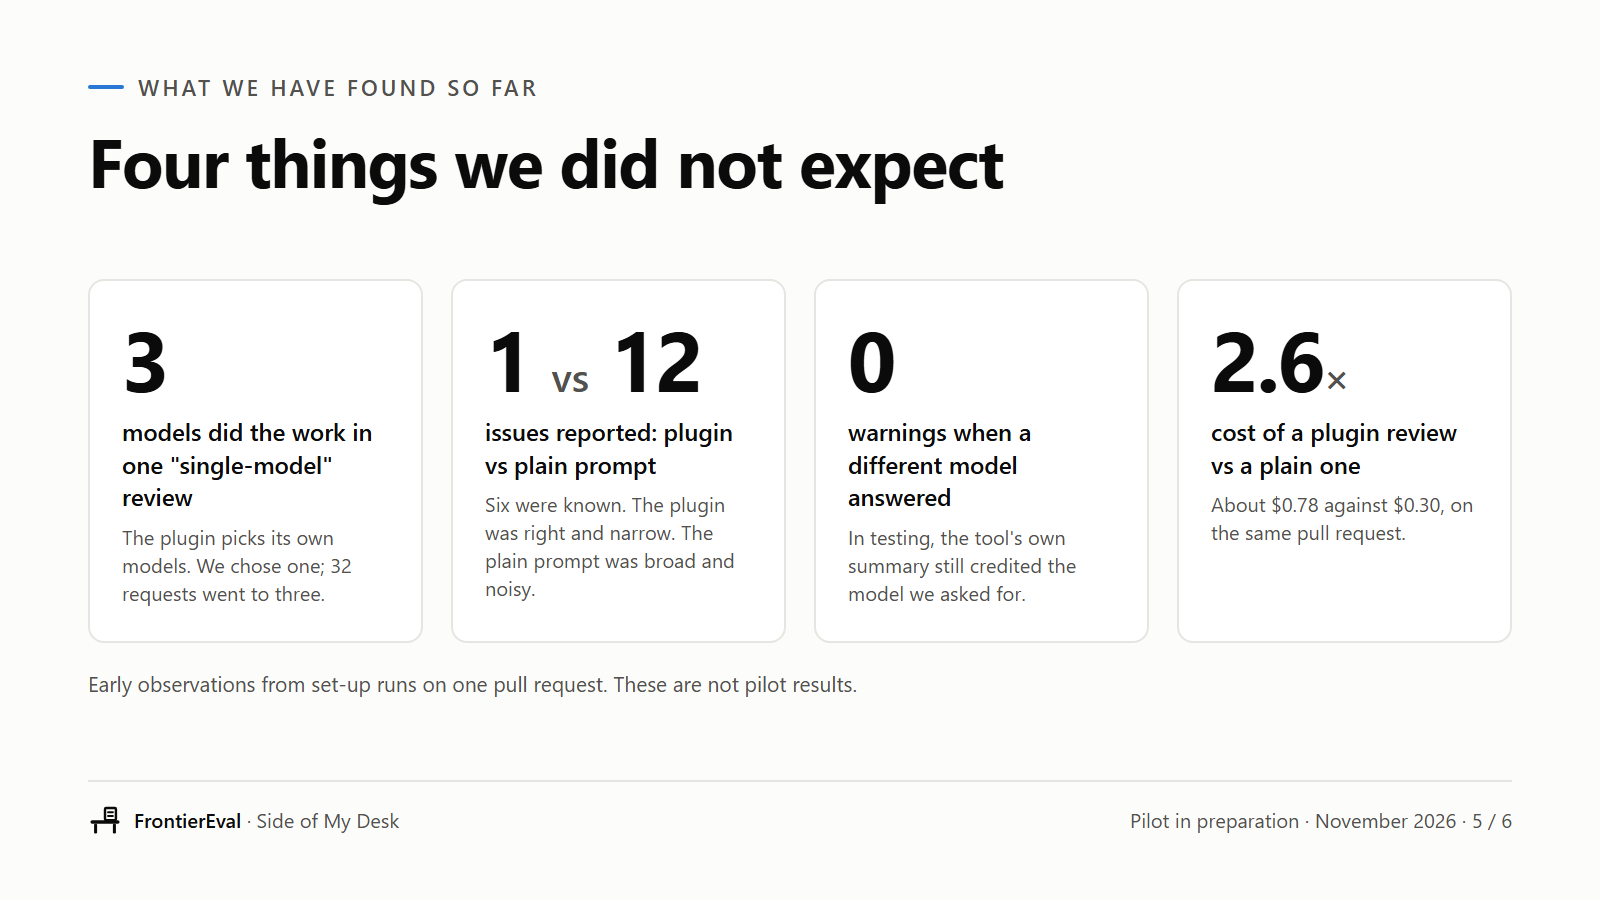 WHAT WE HAVE FOUND SO FAR
Four things we did not expect
3
models did the work in
one "single-model"
review
The plugin picks its own
models. We chose one; 32
requests went to three.
1 vs 12
issues reported: plugin
vs plain prompt
Six were known. The plugin
was right and narrow. The
plain prompt was broad and
noisy.
0
warnings when a
different model
answered
In testing, the tool's own
summary still credited the
model we asked for.
2.6×
cost of a plugin review
vs a plain one
About $0.78 against $0.30, on
the same pull request.
Early observations from set-up runs on one pull request. These are not pilot results.
FrontierEval · Side of My Desk
Pilot in preparation · November 2026 · 5 / 6